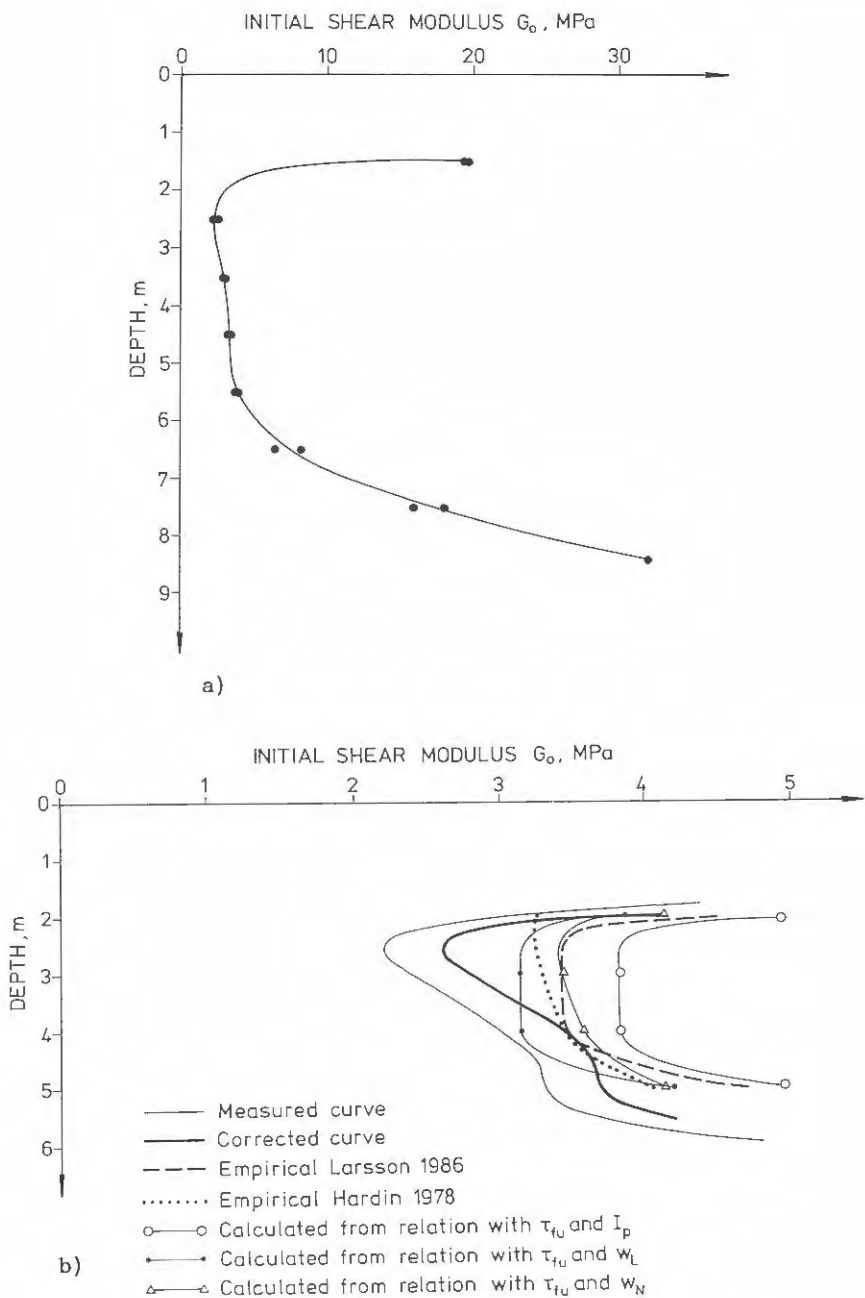 INITIAL SHEAR MODULUS G₀, MPa
0 10 20 30
0
1
2
3
4
5
6
7
8
9
DEPTH, m
a)
INITIAL SHEAR MODULUS G₀, MPa
0 1 2 3 4 5
0
1
2
3
4
5
6
DEPTH, m
Measured curve
Corrected curve
Empirical Larsson 1986
Empirical Hardin 1978
Calculated from relation with τfu and Ip
Calculated from relation with τfu and wL
Calculated from relation with τfu and wN
b)